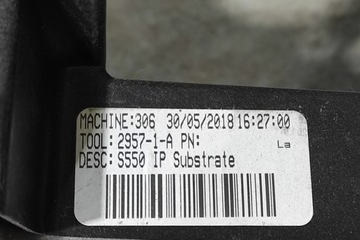 MACHINE:306 30/05/2018 16:27:00
TOOL: 2957-1-A PN: La
DESC: S550 IP Substrate